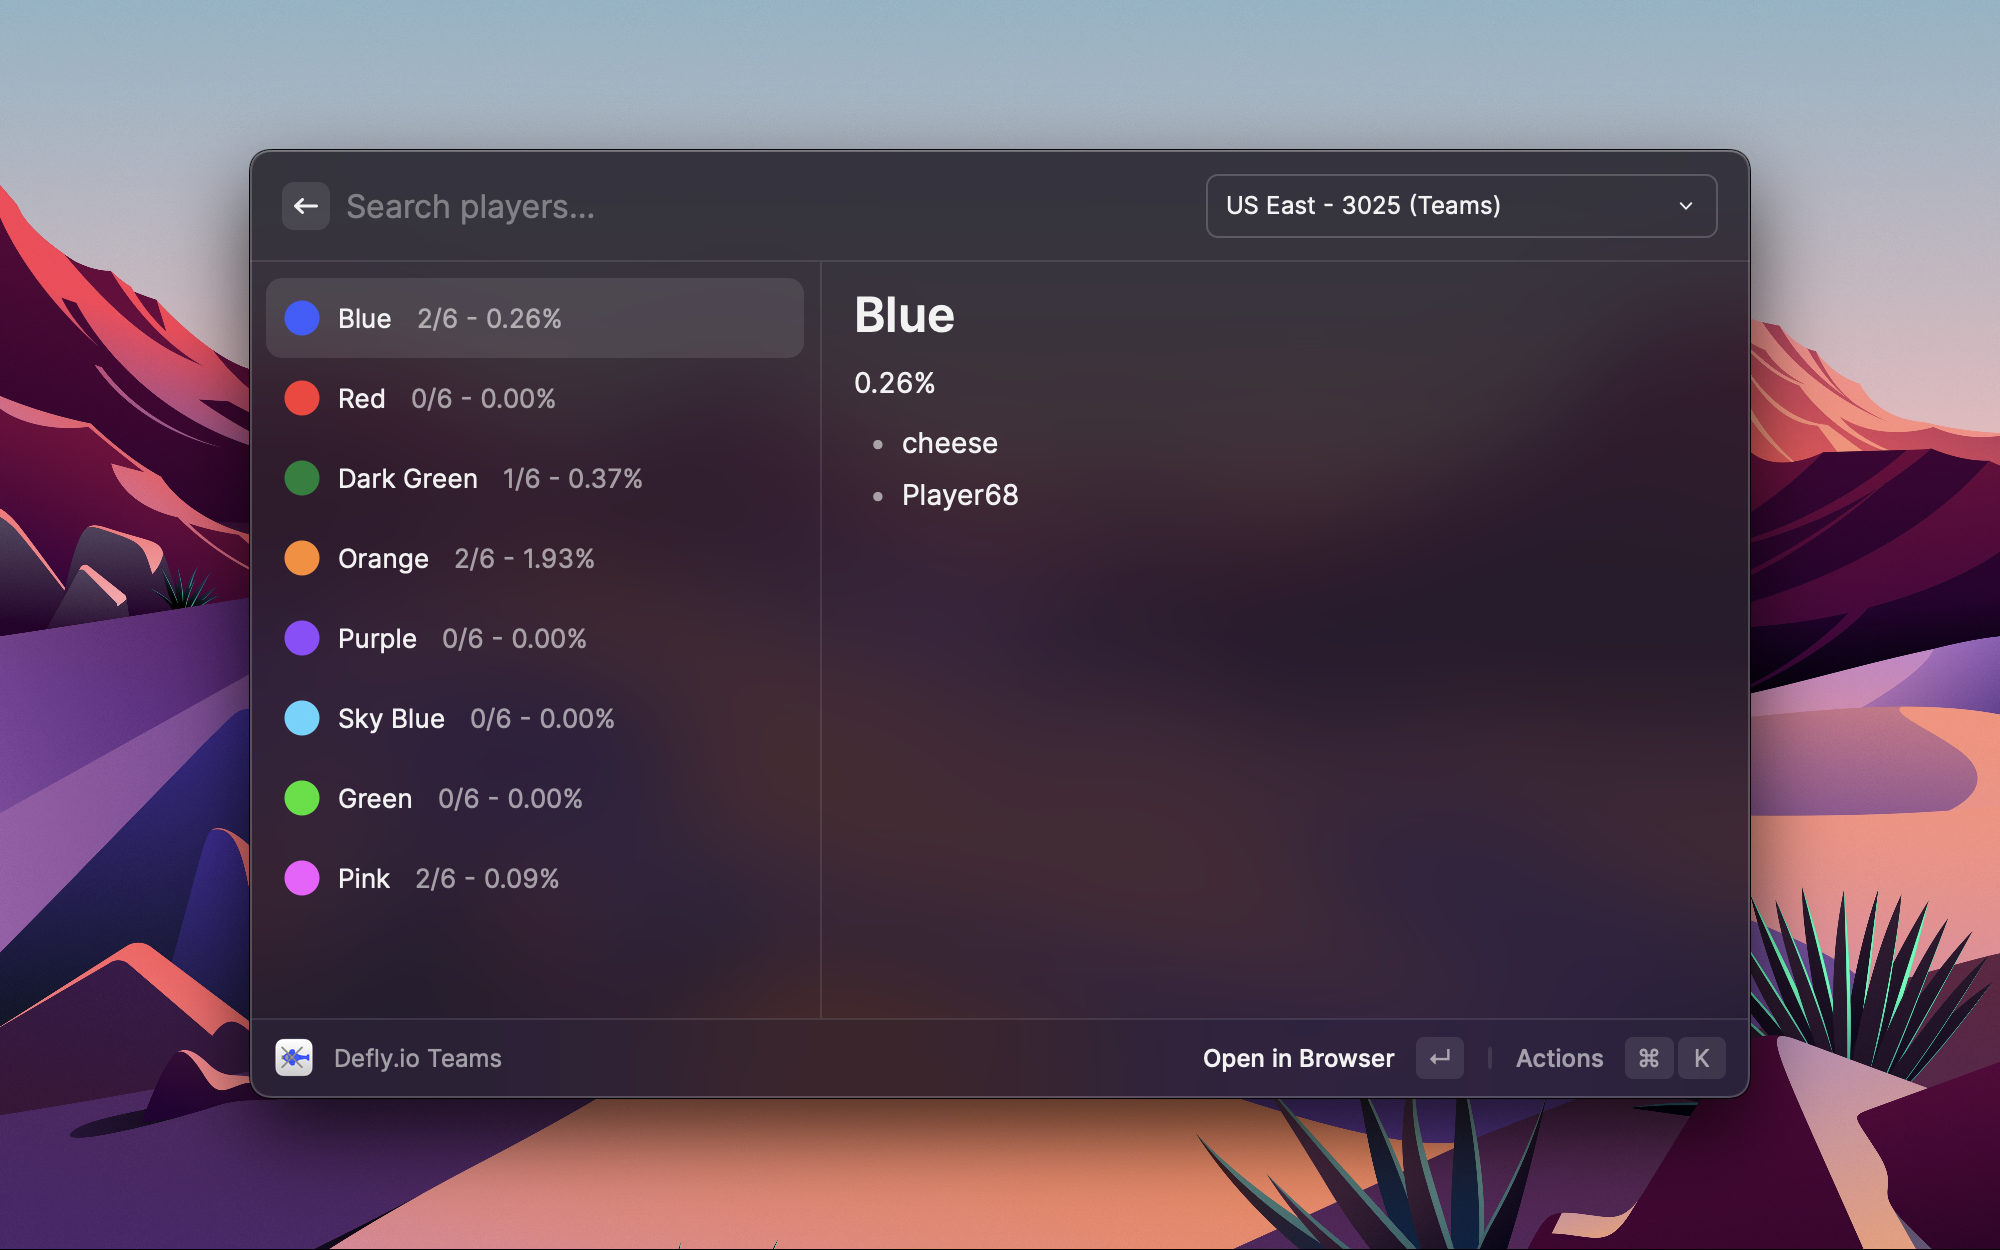 Search players...
US East - 3025 (Teams)
Blue 2/6 - 0.26%
Red 0/6 - 0.00%
Dark Green 1/6 - 0.37%
Orange 2/6 - 1.93%
Purple 0/6 - 0.00%
Sky Blue 0/6 - 0.00%
Green 0/6 - 0.00%
Pink 2/6 - 0.09%
Blue
0.26%
• cheese
• Player68
Defly.io Teams
Open in Browser ↵ | Actions ⌘ K